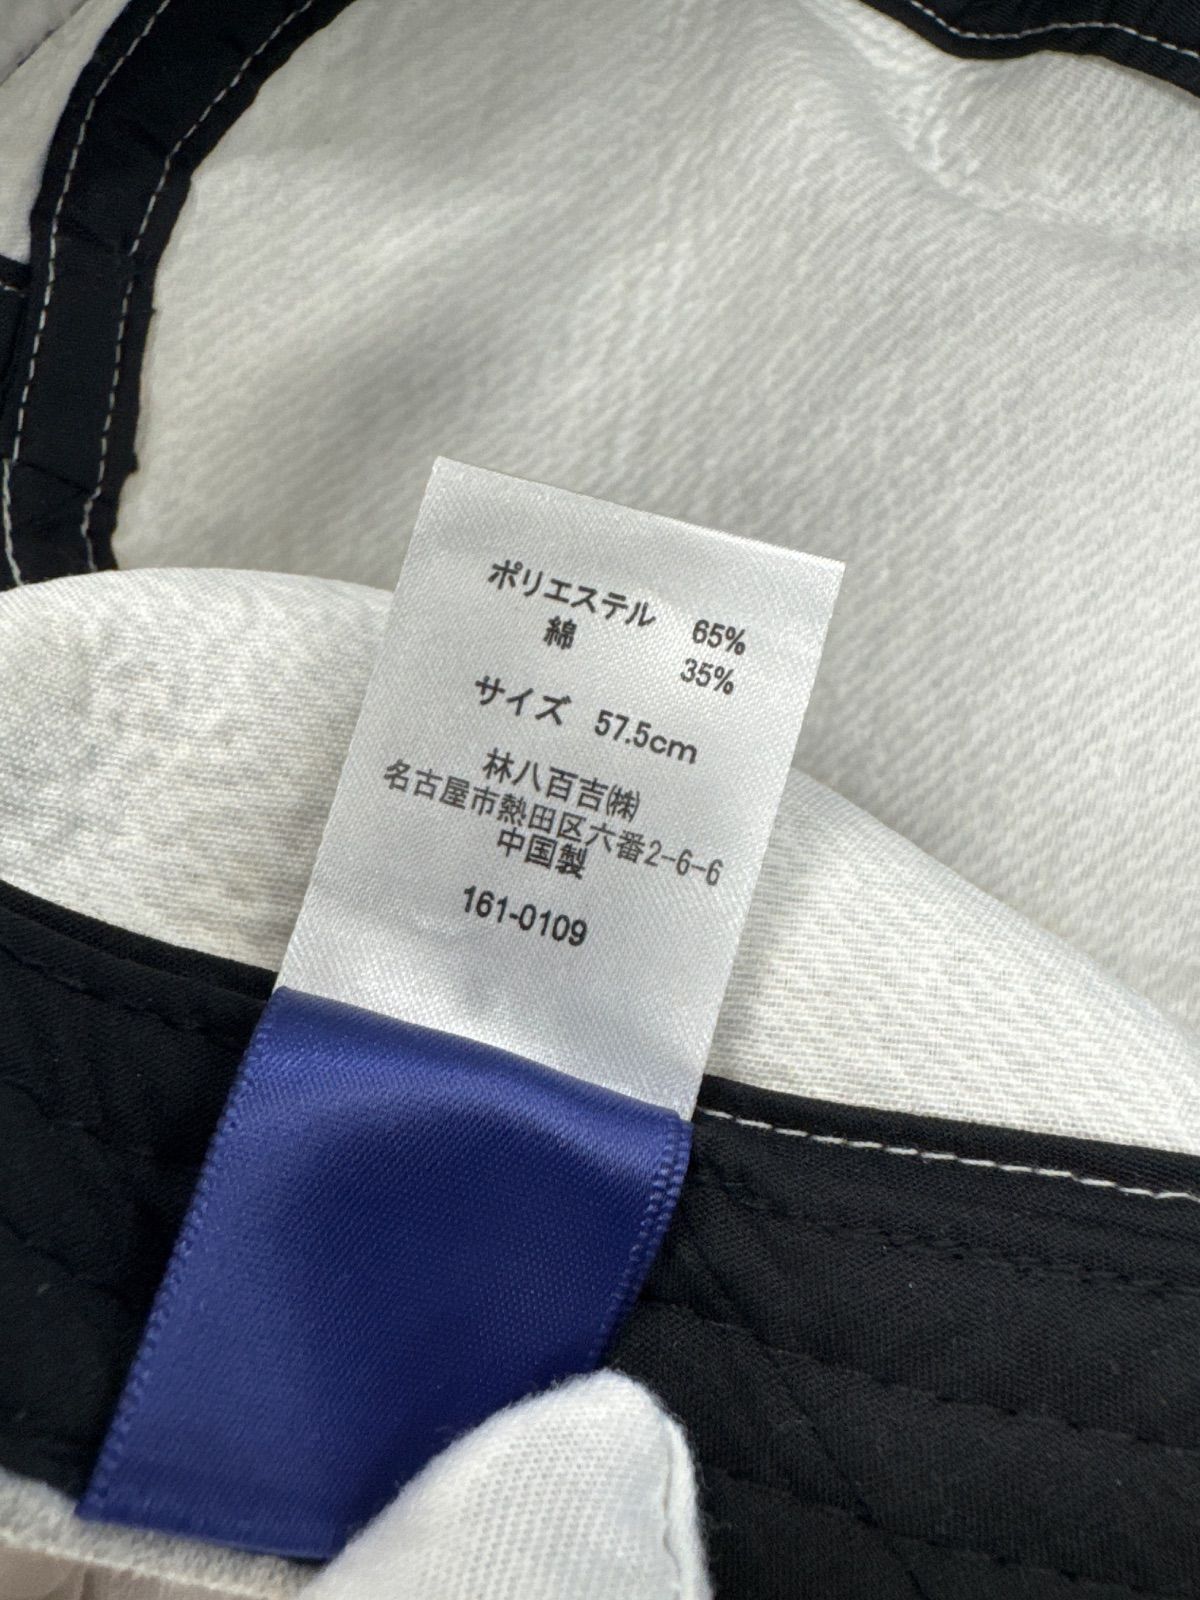 ポリエステル 65%
綿 35%
サイズ 57.5cm
林八百吉㈱
名古屋市熱田区六番2-6-6
中国製
161-0109